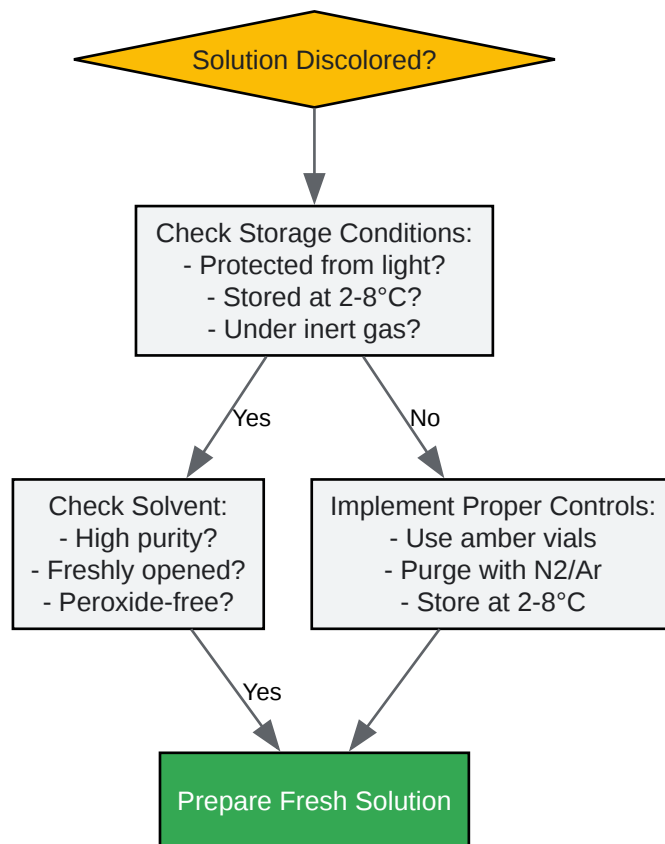 Solution Discolored?
Check Storage Conditions:
- Protected from light?
- Stored at 2-8°C?
- Under inert gas?
Yes
No
Check Solvent:
- High purity?
- Freshly opened?
- Peroxide-free?
Implement Proper Controls:
- Use amber vials
- Purge with N2/Ar
- Store at 2-8°C
Yes
Prepare Fresh Solution